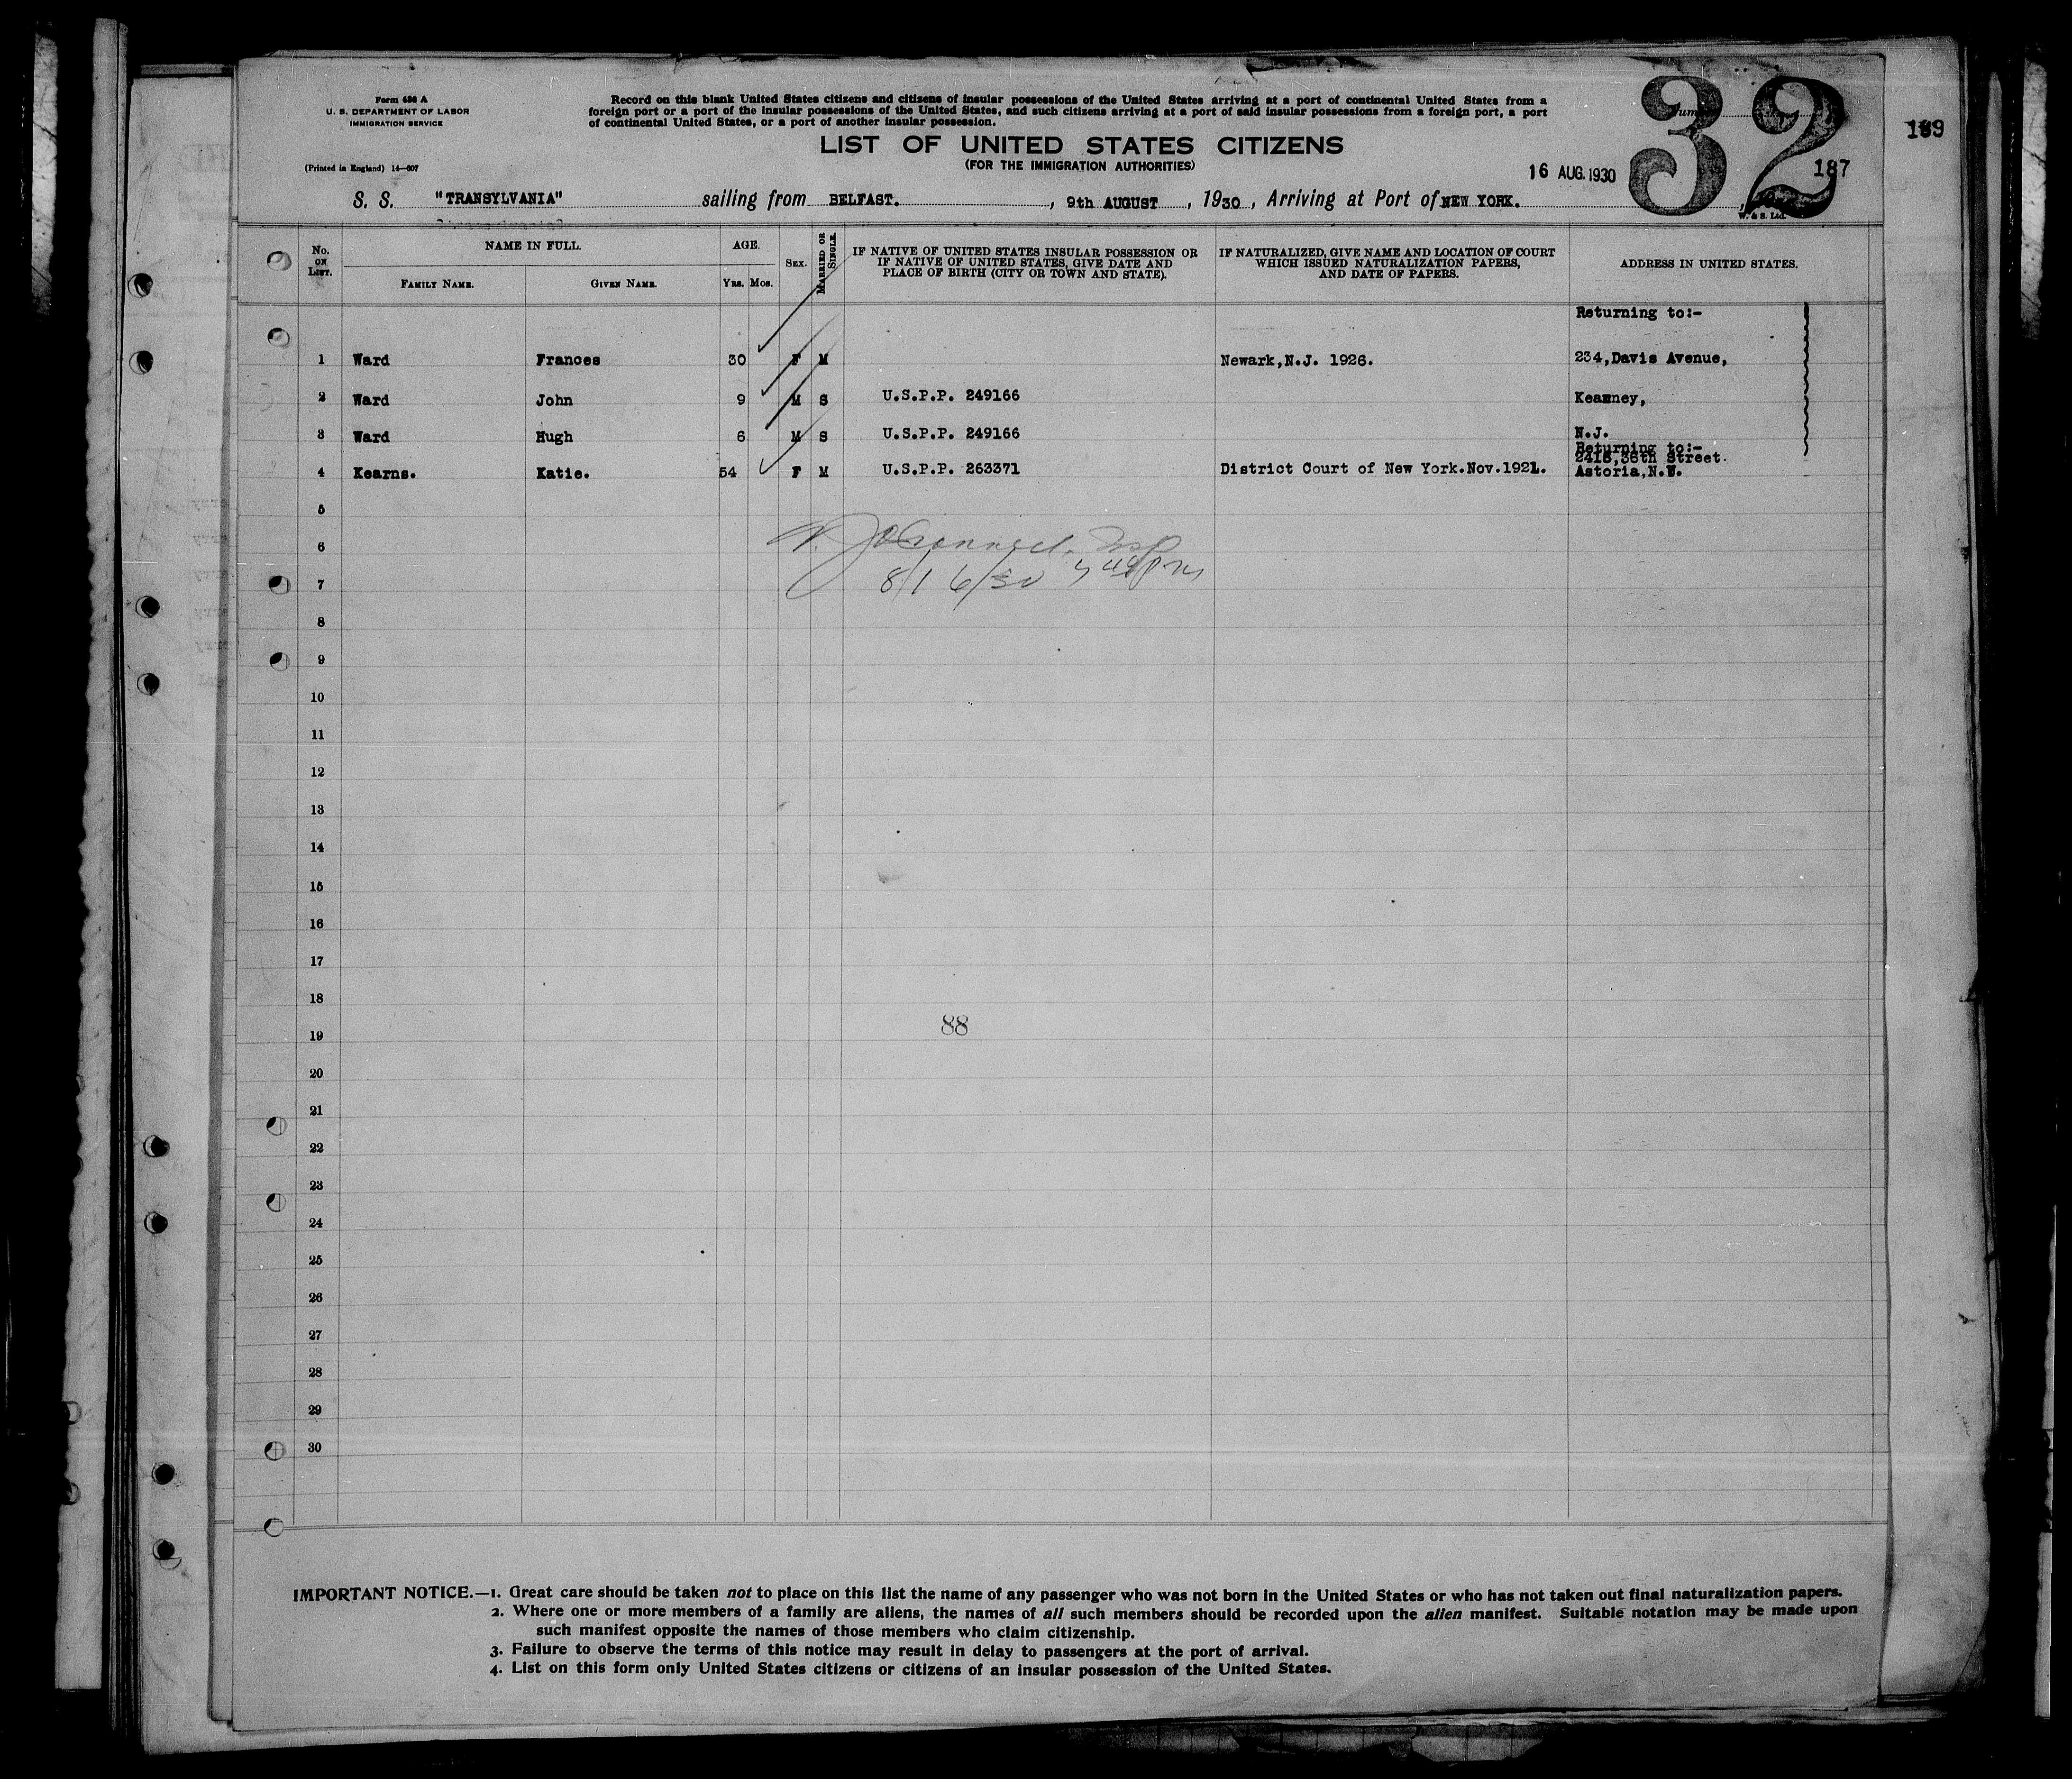 Form 630 A
U. S. DEPARTMENT OF LABOR
IMMIGRATION SERVICE
(Printed in England) 14—607
Record on this blank United States citizens and citizens of insular possessions of the United States arriving at a port of continental United States from a
foreign port or a port of the insular possessions of the United States, and such citizens arriving at a port of said insular possessions from a foreign port, a port
of continental United States, or a port of another insular possession.
LIST OF UNITED STATES CITIZENS
(FOR THE IMMIGRATION AUTHORITIES)
32
189
16 AUG.1930
187
S. S. "TRANSYLVANIA" sailing from BELFAST. , 9th AUGUST , 1930 , Arriving at Port of NEW YORK.
W. & S. Ltd.
No. ON LIST. NAME IN FULL. AGE. SEX. MARRIED OR SINGLE.
FAMILY NAME. GIVEN NAME. Yrs. Mos.
IF NATIVE OF UNITED STATES INSULAR POSSESSION OR
IF NATIVE OF UNITED STATES, GIVE DATE AND
PLACE OF BIRTH (CITY OR TOWN AND STATE).
IF NATURALIZED, GIVE NAME AND LOCATION OF COURT
WHICH ISSUED NATURALIZATION PAPERS,
AND DATE OF PAPERS.
ADDRESS IN UNITED STATES.
Returning to:-
1 Ward Frances 30 F M Newark,N.J. 1926. 234,Davis Avenue,
2 Ward John 9 M S U.S.P.P. 249166 Kearney,
3 Ward Hugh 6 M S U.S.P.P. 249166 N.J.
Returning to:-
2418,36th Street.
4 Kearns. Katie. 54 F M U.S.P.P. 263371 District Court of New York.Nov.1921. Astoria,N.Y.
5
6
7 8/16/30
8
9
10
11
12
13
14
15
16
17
18
88
19
20
21
22
23
24
25
26
27
28
29
30
IMPORTANT NOTICE.—1. Great care should be taken not to place on this list the name of any passenger who was not born in the United States or who has not taken out final naturalization papers.
2. Where one or more members of a family are aliens, the names of all such members should be recorded upon the alien manifest. Suitable notation may be made upon
such manifest opposite the names of those members who claim citizenship.
3. Failure to observe the terms of this notice may result in delay to passengers at the port of arrival.
4. List on this form only United States citizens or citizens of an insular possession of the United States.